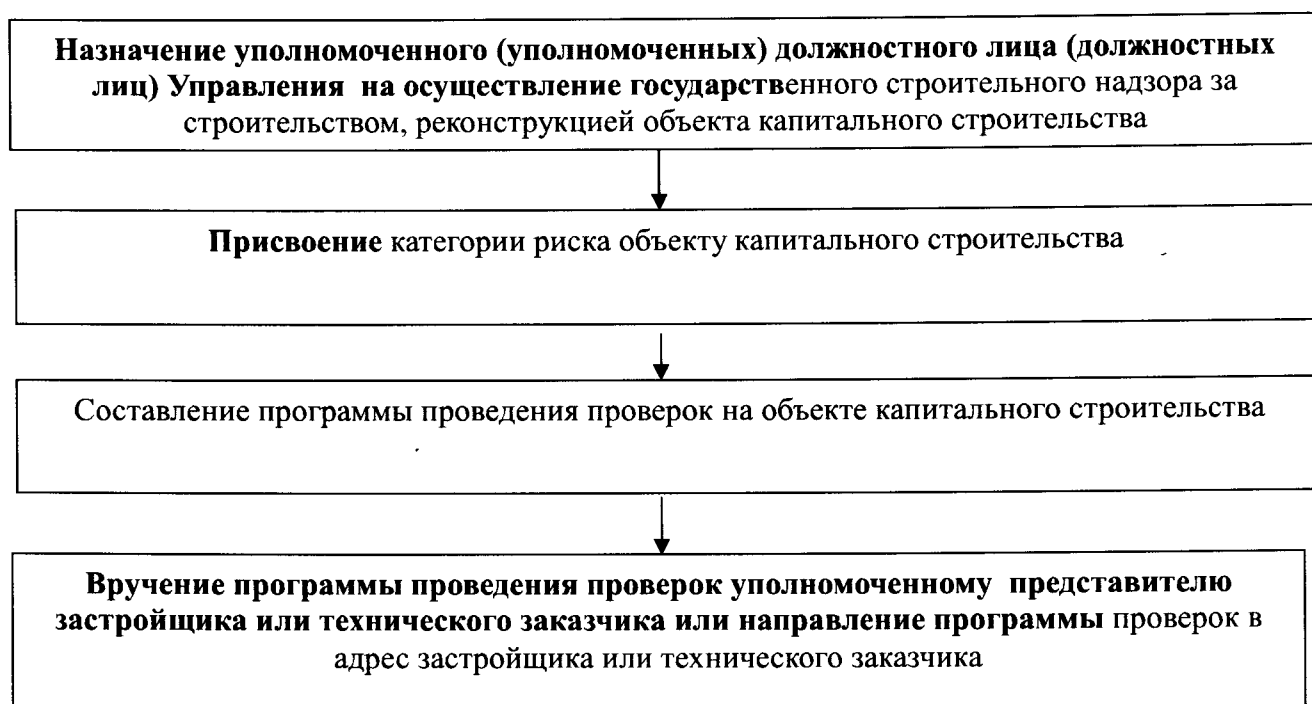 Назначение уполномоченного (уполномоченных) должностного лица (должностных
лиц) Управления на осуществление государственного строительного надзора за
строительством, реконструкцией объекта капитального строительства
Присвоение категории риска объекту капитального строительства
Составление программы проведения проверок на объекте капитального строительства
Вручение программы проведения проверок уполномоченному представителю
застройщика или технического заказчика или направление программы проверок в
адрес застройщика или технического заказчика